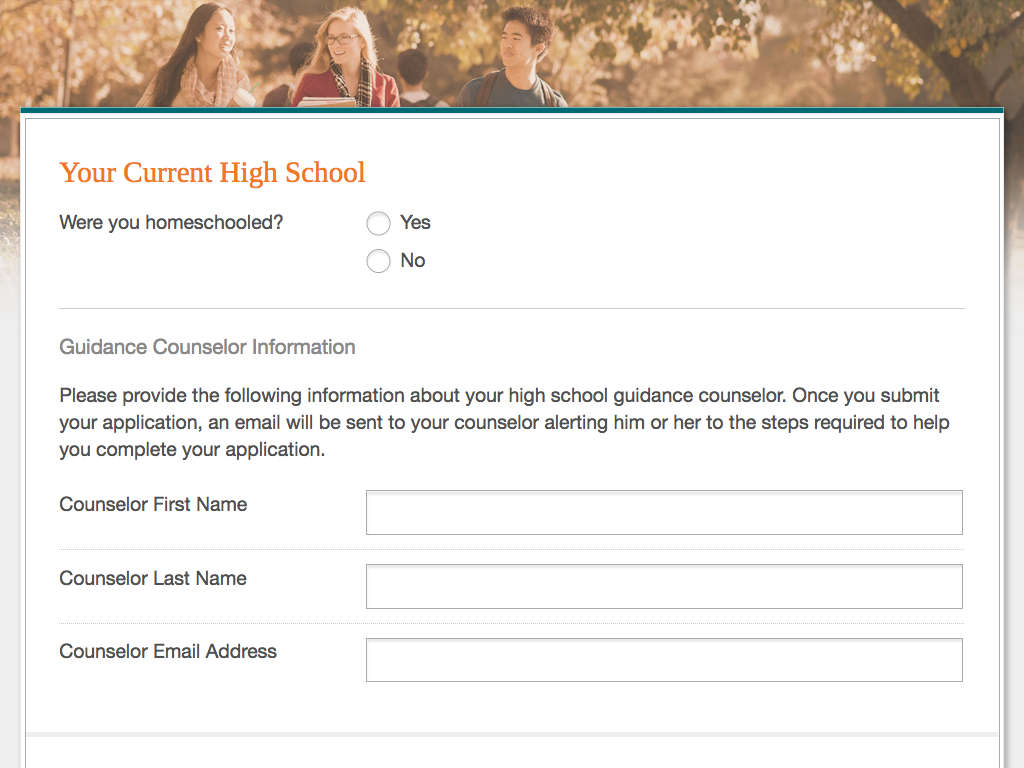 Your Current High School
Were you homeschooled?
Yes
No
Guidance Counselor Information
Please provide the following information about your high school guidance counselor. Once you submit
your application, an email will be sent to your counselor alerting him or her to the steps required to help
you complete your application.
Counselor First Name
Counselor Last Name
Counselor Email Address